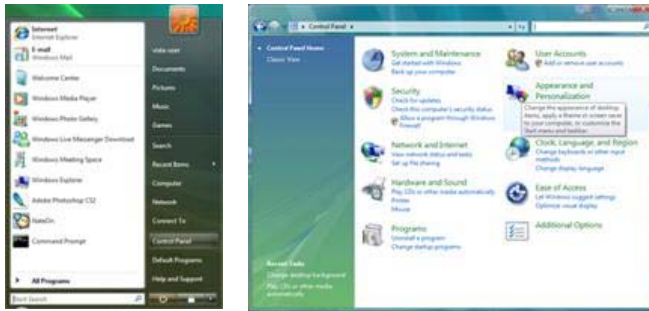 Internet
Internet Explorer
E-mail
Windows Mail
Welcome Center
Windows Media Player
Windows Photo Gallery
Windows Live Messenger Download
Windows Meeting Space
Windows Explorer
Adobe Photoshop CS2
NateOn
Command Prompt
All Programs
Start Search
vista user
Documents
Pictures
Music
Games
Search
Recent Items
Computer
Network
Connect To
Control Panel
Default Programs
Help and Support
Control Panel
Control Panel Home
Classic View
System and Maintenance
Get started with Windows
Back up your computer
Security
Check for updates
Check this computer's security status
Allow a program through Windows
Firewall
Network and Internet
View network status and tasks
Set up file sharing
Hardware and Sound
Play CDs or other media automatically
Printer
Mouse
Programs
Uninstall a program
Change startup programs
User Accounts
Add or remove user accounts
Appearance and
Personalization
Change the appearance of desktop
items, apply a theme or screen saver
to your computer, or customize the
Start menu and taskbar.
Clock, Language, and Region
Change keyboards or other input
methods
Change display language
Ease of Access
Let Windows suggest settings
Optimize visual display
Additional Options
Recent Tasks
Change desktop background
Play CDs or other media
automatically